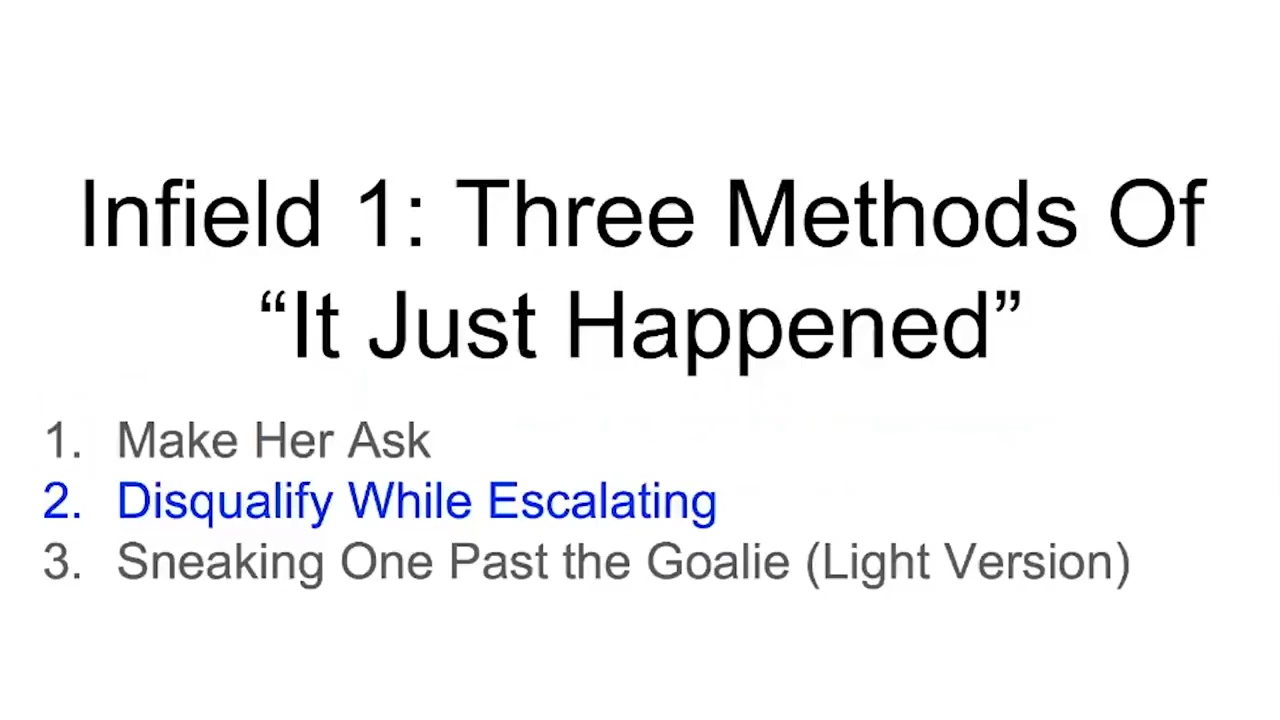 Infield 1: Three Methods Of
“It Just Happened”
1. Make Her Ask
2. Disqualify While Escalating
3. Sneaking One Past the Goalie (Light Version)